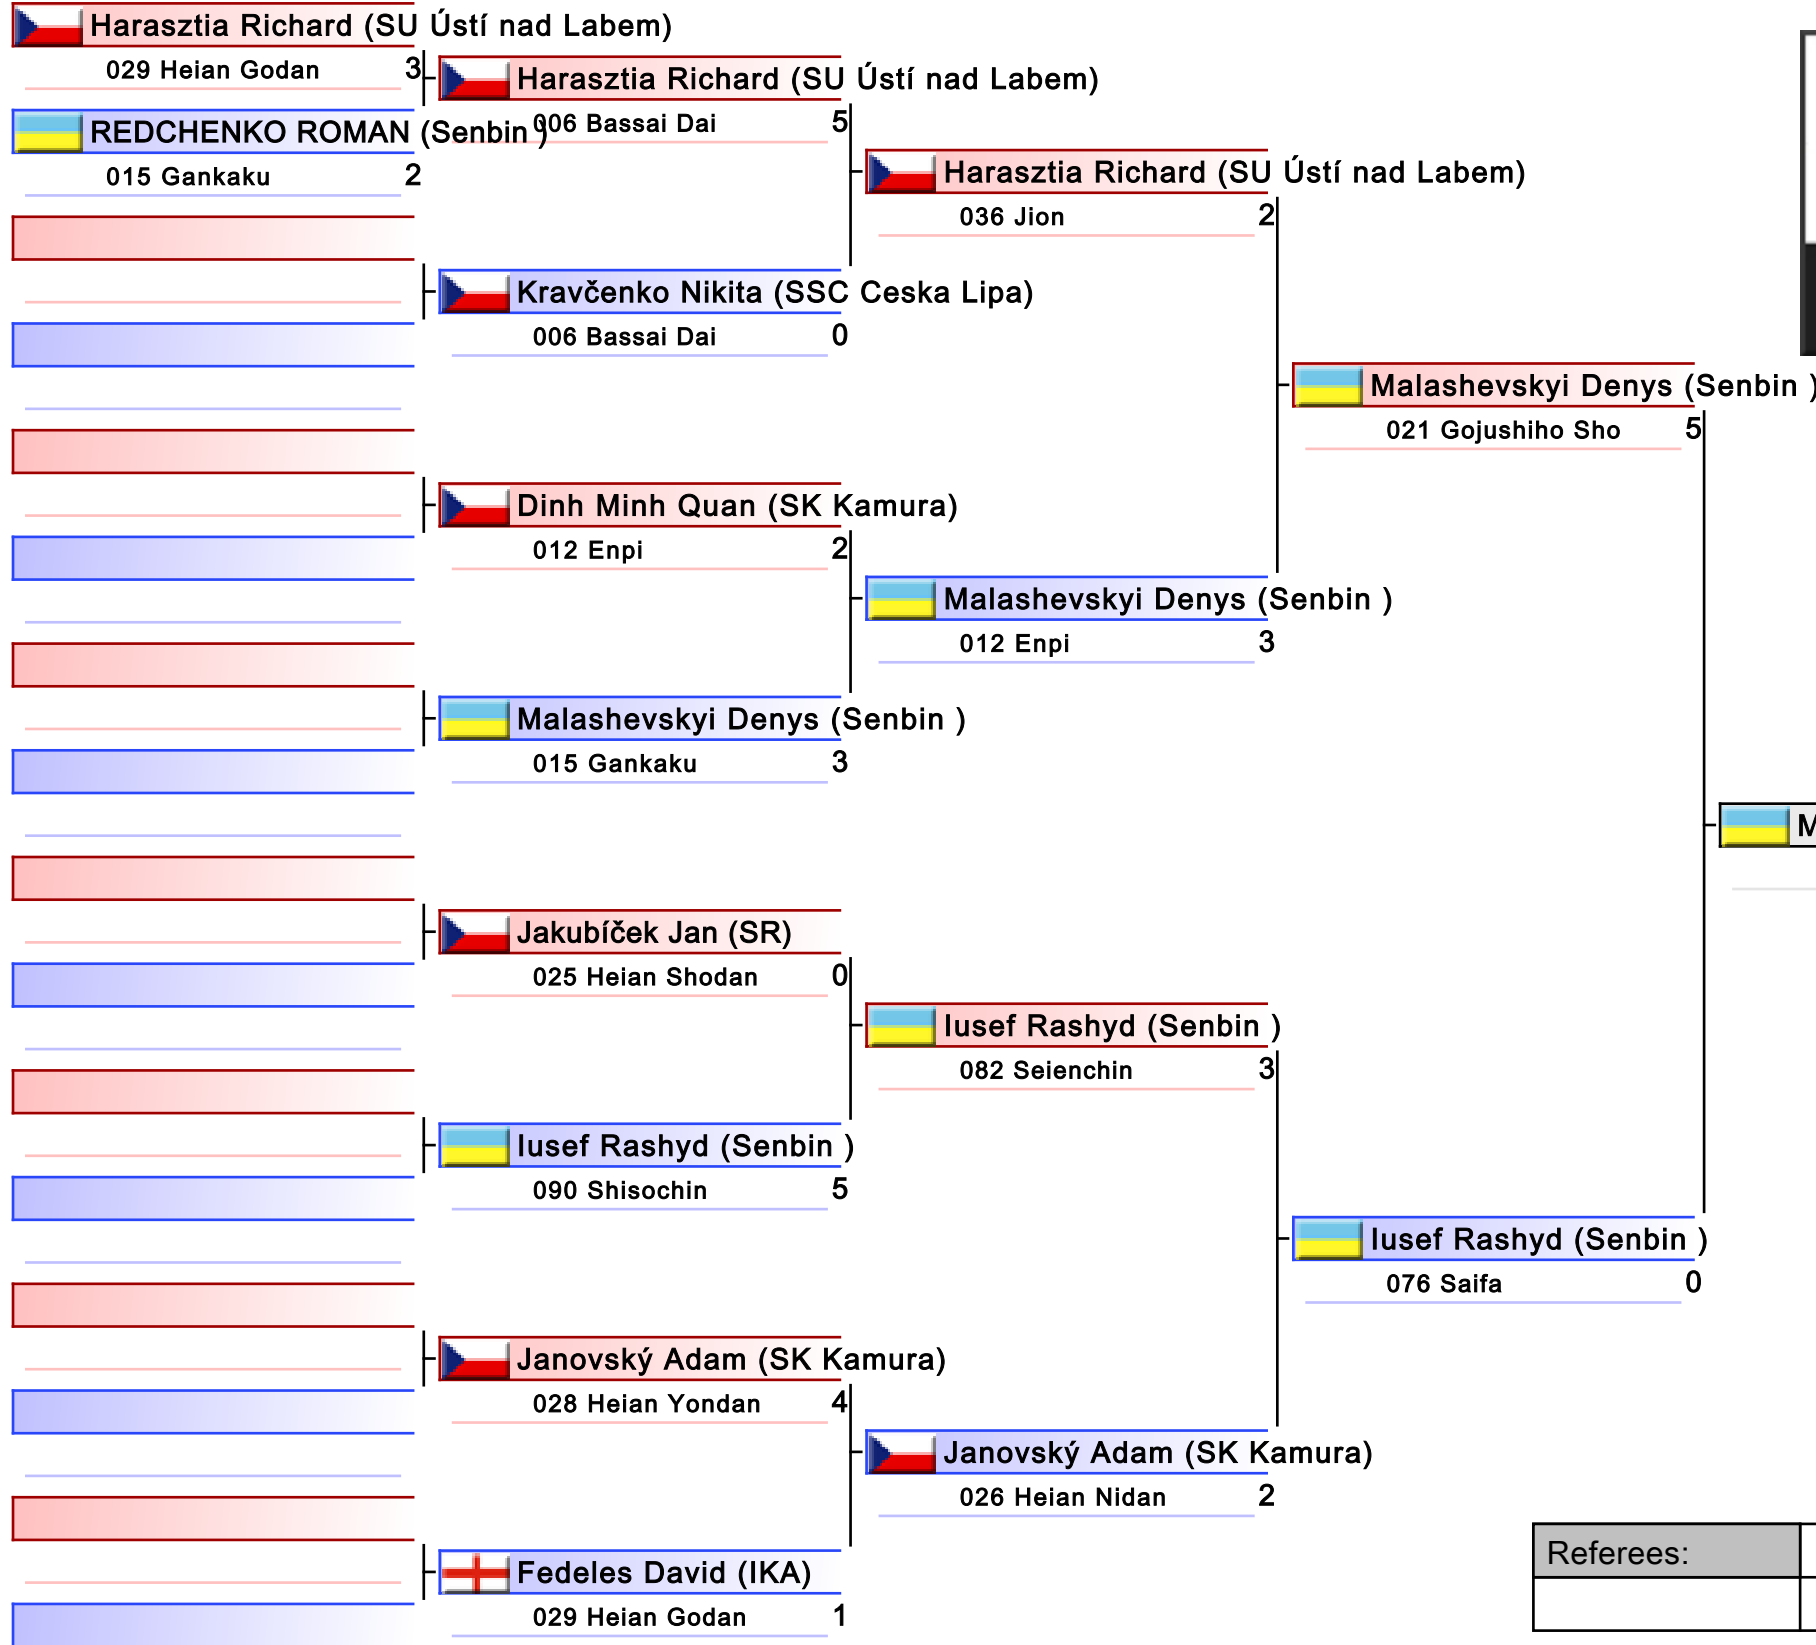 Harasztia Richard (SU Ústí nad Labem)
029 Heian Godan 3
REDCHENKO ROMAN (Senbin )
015 Gankaku 2
Harasztia Richard (SU Ústí nad Labem)
006 Bassai Dai 5
Kravčenko Nikita (SSC Ceska Lipa)
006 Bassai Dai 0
Dinh Minh Quan (SK Kamura)
012 Enpi 2
Malashevskyi Denys (Senbin )
015 Gankaku 3
Jakubíček Jan (SR)
025 Heian Shodan 0
Iusef Rashyd (Senbin )
090 Shisochin 5
Janovský Adam (SK Kamura)
028 Heian Yondan 4
Fedeles David (IKA)
029 Heian Godan 1
Harasztia Richard (SU Ústí nad Labem)
036 Jion 2
Malashevskyi Denys (Senbin )
012 Enpi 3
Iusef Rashyd (Senbin )
082 Seienchin 3
Janovský Adam (SK Kamura)
026 Heian Nidan 2
Malashevskyi Denys (Senbin )
021 Gojushiho Sho 5
Iusef Rashyd (Senbin )
076 Saifa 0
M
Referees: